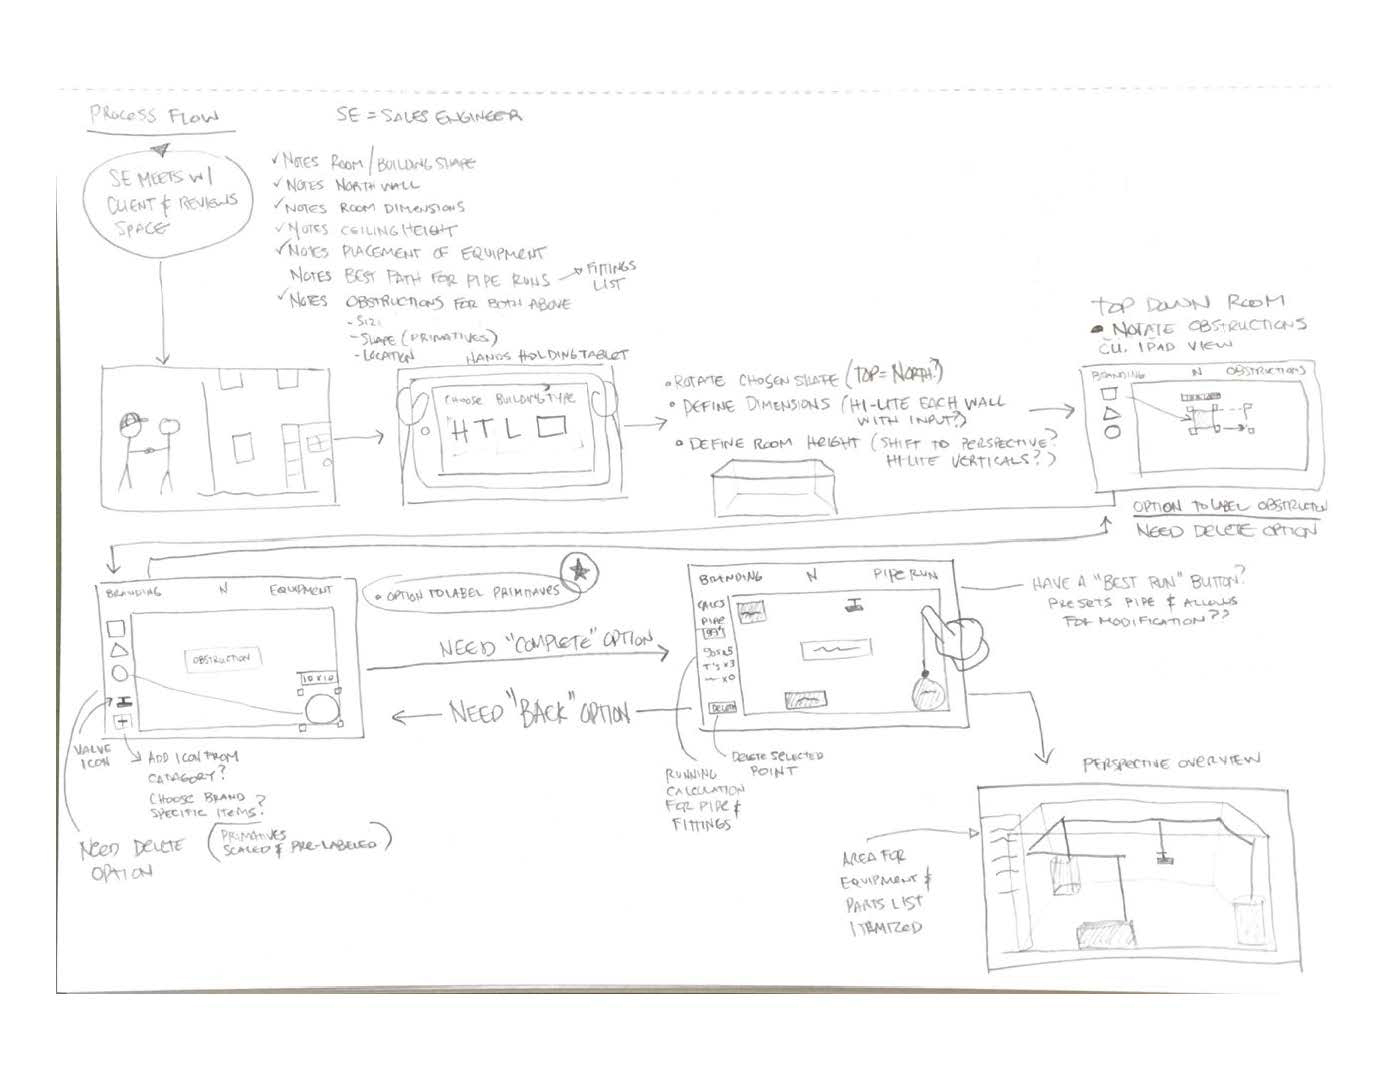 PROCESS FLOW
SE = SALES ENGINEER
SE MEETS W/
CLIENT & REVIEWS
SPACE
✓NOTES ROOM/BUILDING SHAPE
✓NOTES NORTH WALL
✓NOTES ROOM DIMENSIONS
✓NOTES CEILING HEIGHT
✓NOTES PLACEMENT OF EQUIPMENT
NOTES BEST PATH FOR PIPE RUNS → FITTINGS
LIST
✓NOTES OBSTRUCTIONS FOR BOTH ABOVE
-SIZE
-SHAPE (PRIMATIVES)
-LOCATION
HANDS HOLDING TABLET
CHOOSE BUILDING TYPE
H T L
• ROTATE CHOSEN SHAPE (TOP = NORTH?)
• DEFINE DIMENSIONS (HI-LITE EACH WALL
WITH INPUT?)
• DEFINE ROOM HEIGHT (SHIFT TO PERSPECTIVE?
HI-LITE VERTICALS?)
TOP DOWN ROOM
• NOTATE OBSTRUCTIONS
C.U. IPAD VIEW
BRANDING N OBSTRUCTIONS
OPTION TO LABEL OBSTRUCTION
NEED DELETE OPTION
BRANDING N EQUIPMENT
OBSTRUCTION
10 x 10
VALVE
ICON
ADD ICON FROM
CATAGORY?
CHOOSE BRAND
SPECIFIC ITEMS?
NEED DELETE
OPTION
(PRIMATIVES
SCALED & PRE-LABELED)
• OPTION TO LABEL PRIMATIVES
NEED "COMPLETE" OPTION
NEED "BACK" OPTION
BRANDING N PIPE RUN
CALCS
PIPE
90s x5
T's x3
x0
DELETE
DELETE SELECTED
POINT
RUNNING
CALCULATION
FOR PIPE &
FITTINGS
HAVE A "BEST RUN" BUTTON?
PRESETS PIPE & ALLOWS
FOR MODIFICATION??
PERSPECTIVE OVERVIEW
AREA FOR
EQUIPMENT &
PARTS LIST
ITEMIZED